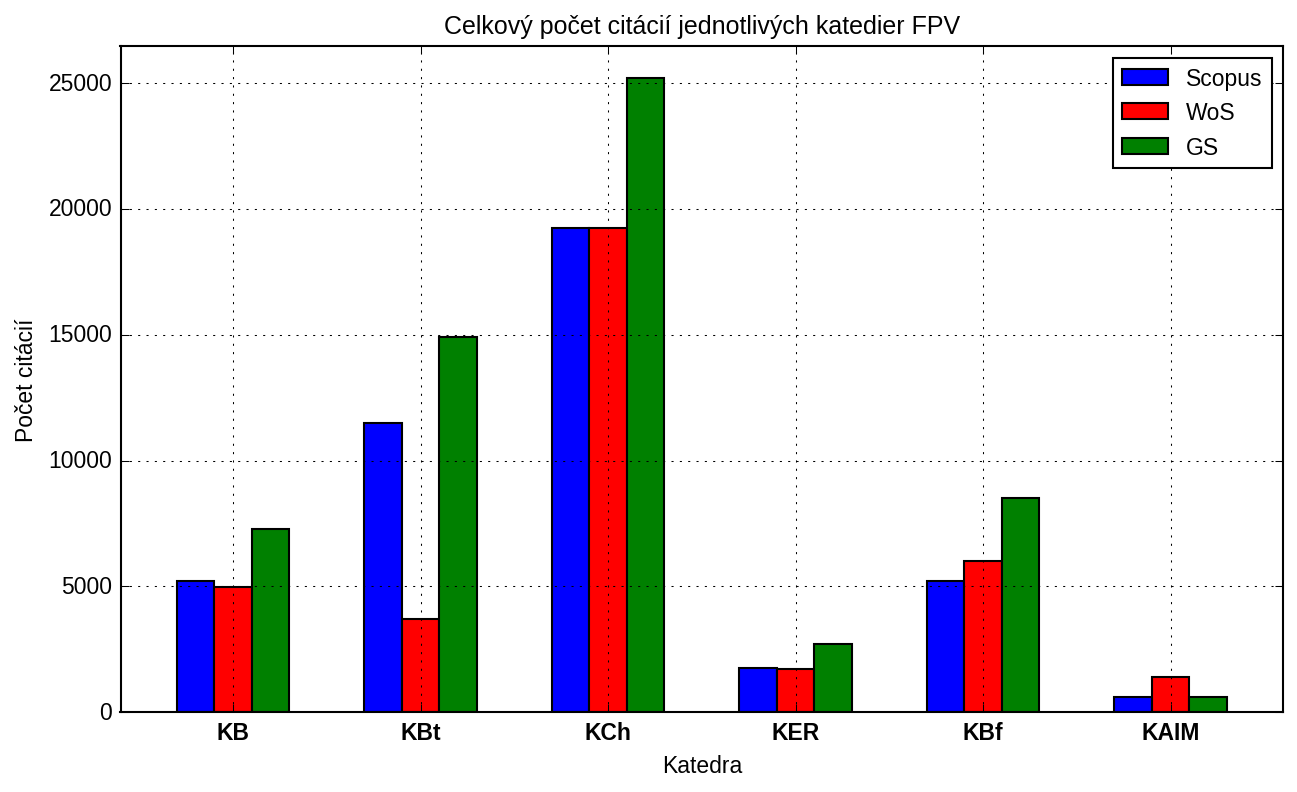 Celkový počet citácií jednotlivých katedier FPV
Scopus
WoS
GS
Počet citácií
25000
20000
15000
10000
5000
0
KB KBt KCh KER KBf KAIM
Katedra